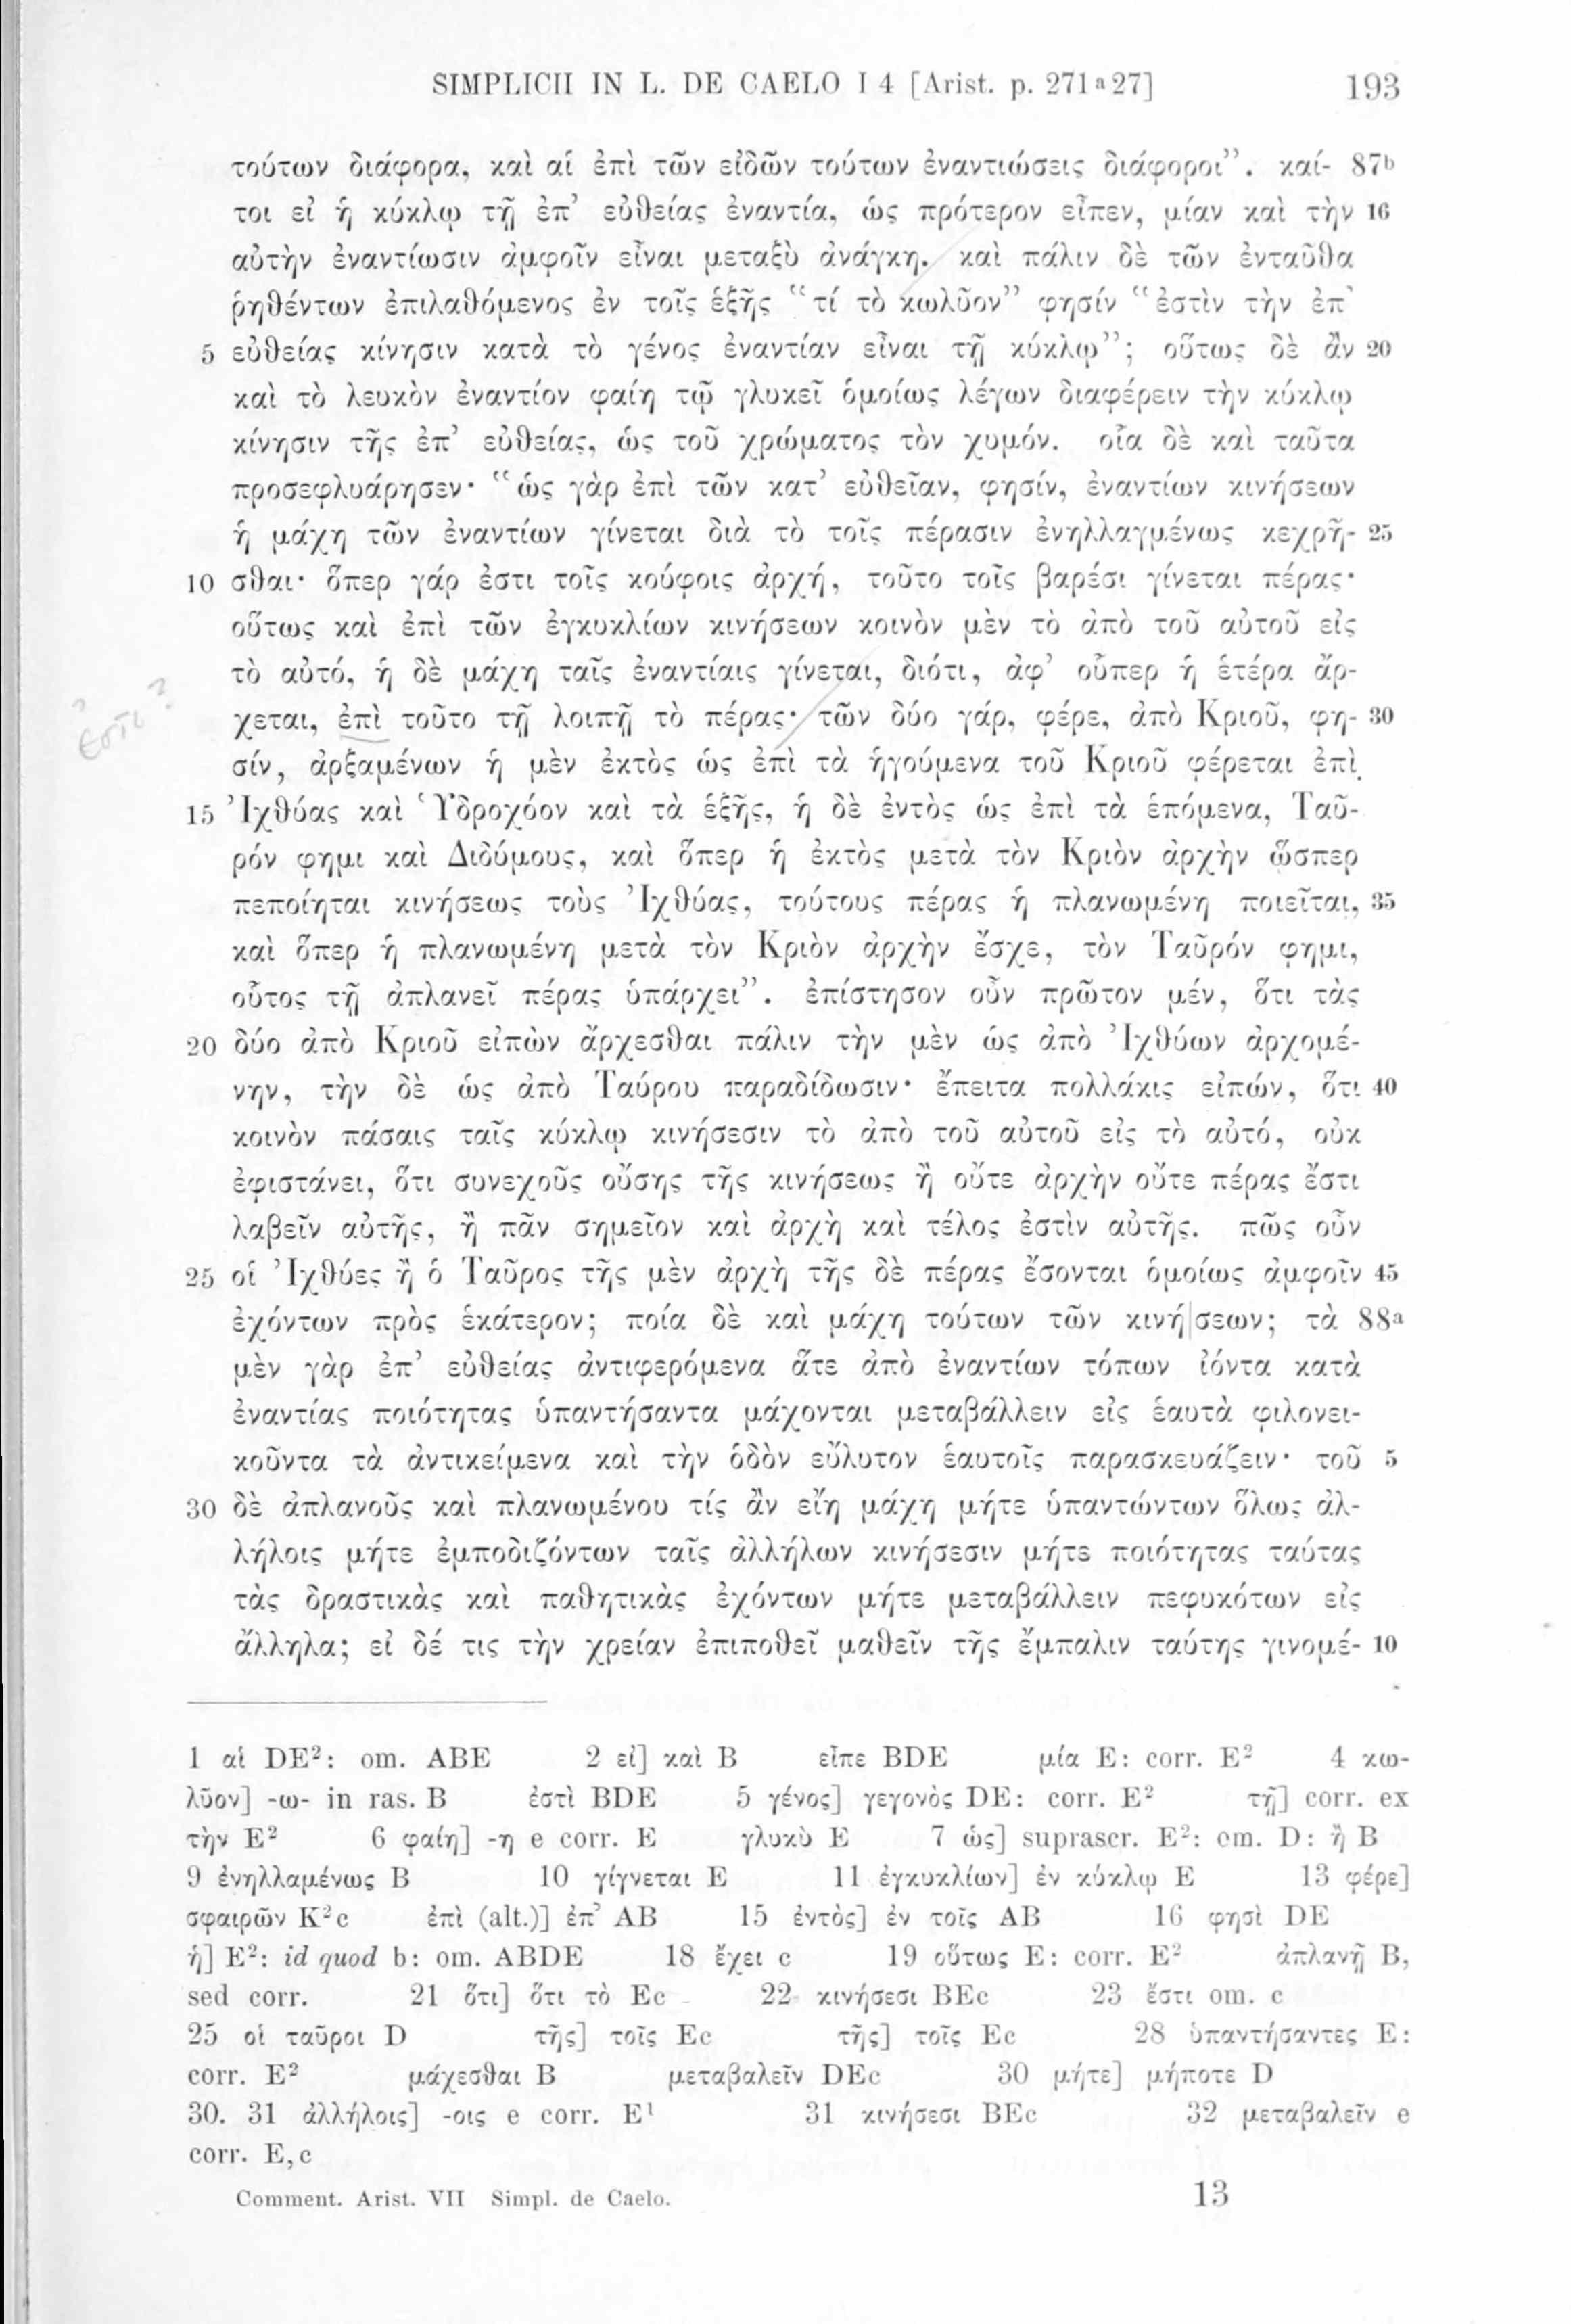 SIMPLICII IN L. DE CAELO I 4 [Arist. p. 271ᵃ27] 193
τούτων διάφορα, καὶ αἱ ἐπὶ τῶν εἰδῶν τούτων ἐναντιώσεις διάφοροι”. καί- 87ᵇ
τοι εἰ ἡ κύκλῳ τῇ ἐπ’ εὐθείας ἐναντία, ὡς πρότερον εἶπεν, μίαν καὶ τὴν 16
αὐτὴν ἐναντίωσιν ἀμφοῖν εἶναι μεταξὺ ἀνάγκη. καὶ πάλιν δὲ τῶν ἐνταῦθα
ῥηθέντων ἐπιλαθόμενος ἐν τοῖς ἑξῆς “τί τὸ κωλῦον” φησίν “ἐστὶν τὴν ἐπ’
5 εὐθείας κίνησιν κατὰ τὸ γένος ἐναντίαν εἶναι τῇ κύκλῳ”; οὕτως δὲ ἂν 20
καὶ τὸ λευκὸν ἐναντίον φαίη τῷ γλυκεῖ ὁμοίως λέγων διαφέρειν τὴν κύκλῳ
κίνησιν τῆς ἐπ’ εὐθείας, ὡς τοῦ χρώματος τὸν χυμόν. οἷα δὲ καὶ ταῦτα
προσεφλυάρησεν· “ὡς γὰρ ἐπὶ τῶν κατ’ εὐθεῖαν, φησίν, ἐναντίων κινήσεων
ἡ μάχη τῶν ἐναντίων γίνεται διὰ τὸ τοῖς πέρασιν ἐνηλλαγμένως κεχρῆ- 25
10 σθαι· ὅπερ γάρ ἐστι τοῖς κούφοις ἀρχή, τοῦτο τοῖς βαρέσι γίνεται πέρας·
οὕτως καὶ ἐπὶ τῶν ἐγκυκλίων κινήσεων κοινὸν μὲν τὸ ἀπὸ τοῦ αὐτοῦ εἰς
τὸ αὐτό, ἡ δὲ μάχη ταῖς ἐναντίαις γίνεται, διότι, ἀφ’ οὗπερ ἡ ἑτέρα ἄρ-
? ἐστι ? χεται, ἐπὶ τοῦτο τῇ λοιπῇ τὸ πέρας· τῶν δύο γάρ, φέρε, ἀπὸ Κριοῦ, φη- 30
σίν, ἀρξαμένων ἡ μὲν ἐκτὸς ὡς ἐπὶ τὰ ἡγούμενα τοῦ Κριοῦ φέρεται ἐπὶ
15 Ἰχθύας καὶ Ὑδροχόον καὶ τὰ ἑξῆς, ἡ δὲ ἐντὸς ὡς ἐπὶ τὰ ἑπόμενα, Ταῦ-
ρόν φημι καὶ Διδύμους, καὶ ὅπερ ἡ ἐκτὸς μετὰ τὸν Κριὸν ἀρχὴν ὥσπερ
πεποίηται κινήσεως τοὺς Ἰχθύας, τούτους πέρας ἡ πλανωμένη ποιεῖται, 35
καὶ ὅπερ ἡ πλανωμένη μετὰ τὸν Κριὸν ἀρχὴν ἔσχε, τὸν Ταῦρόν φημι,
οὗτος τῇ ἀπλανεῖ πέρας ὑπάρχει”. ἐπίστησον οὖν πρῶτον μέν, ὅτι τὰς
20 δύο ἀπὸ Κριοῦ εἰπὼν ἄρχεσθαι πάλιν τὴν μὲν ὡς ἀπὸ Ἰχθύων ἀρχομέ-
νην, τὴν δὲ ὡς ἀπὸ Ταύρου παραδίδωσιν· ἔπειτα πολλάκις εἰπών, ὅτι 40
κοινὸν πάσαις ταῖς κύκλῳ κινήσεσιν τὸ ἀπὸ τοῦ αὐτοῦ εἰς τὸ αὐτό, οὐκ
ἐφιστάνει, ὅτι συνεχοῦς οὔσης τῆς κινήσεως ἢ οὔτε ἀρχὴν οὔτε πέρας ἔστι
λαβεῖν αὐτῆς, ἢ πᾶν σημεῖον καὶ ἀρχὴ καὶ τέλος ἐστὶν αὐτῆς. πῶς οὖν
25 οἱ Ἰχθύες ἢ ὁ Ταῦρος τῆς μὲν ἀρχὴ τῆς δὲ πέρας ἔσονται ὁμοίως ἀμφοῖν 45
ἐχόντων πρὸς ἑκάτερον; ποία δὲ καὶ μάχη τούτων τῶν κινή|σεων; τὰ 88ᵃ
μὲν γὰρ ἐπ’ εὐθείας ἀντιφερόμενα ἅτε ἀπὸ ἐναντίων τόπων ἰόντα κατὰ
ἐναντίας ποιότητας ὑπαντήσαντα μάχονται μεταβάλλειν εἰς ἑαυτὰ φιλονει-
κοῦντα τὰ ἀντικείμενα καὶ τὴν ὁδὸν εὔλυτον ἑαυτοῖς παρασκευάζειν· τοῦ 5
30 δὲ ἀπλανοῦς καὶ πλανωμένου τίς ἂν εἴη μάχη μήτε ὑπαντώντων ὅλως ἀλ-
λήλοις μήτε ἐμποδιζόντων ταῖς ἀλλήλων κινήσεσιν μήτε ποιότητας ταύτας
τὰς δραστικὰς καὶ παθητικὰς ἐχόντων μήτε μεταβάλλειν πεφυκότων εἰς
ἄλληλα; εἰ δέ τις τὴν χρείαν ἐπιποθεῖ μαθεῖν τῆς ἔμπαλιν ταύτης γινομέ- 10
1 αἱ DE²: om. ABE 2 εἰ] καὶ B εἶπε BDE μία E: corr. E² 4 κω-
λῦον] -ω- in ras. B ἐστὶ BDE 5 γένος] γεγονὸς DE: corr. E² τῇ] corr. ex
τὴν E² 6 φαίη] -η e corr. E γλυκὺ E 7 ὡς] suprascr. E²: om. D: ἢ B
9 ἐνηλλαμένως B 10 γίγνεται E 11 ἐγκυκλίων] ἐν κύκλῳ E 13 φέρε]
σφαιρῶν K²c ἐπὶ (alt.)] ἐπ’ AB 15 ἐντὸς] ἐν τοῖς AB 16 φησὶ DE
ἡ] E²: id quod b: om. ABDE 18 ἔχει c 19 οὕτως E: corr. E² ἀπλανῇ B,
sed corr. 21 ὅτι] ὅτι τὸ Ec 22 κινήσεσι BEc 23 ἔστι om. c
25 οἱ ταῦροι D τῆς] τοῖς Ec τῆς] τοῖς Ec 28 ὑπαντήσαντες E:
corr. E² μάχεσθαι B μεταβαλεῖν DEc 30 μήτε] μήποτε D
30. 31 ἀλλήλοις] -οις e corr. E¹ 31 κινήσεσι BEc 32 μεταβαλεῖν e
corr. E, c
Comment. Arist. VII Simpl. de Caelo. 13